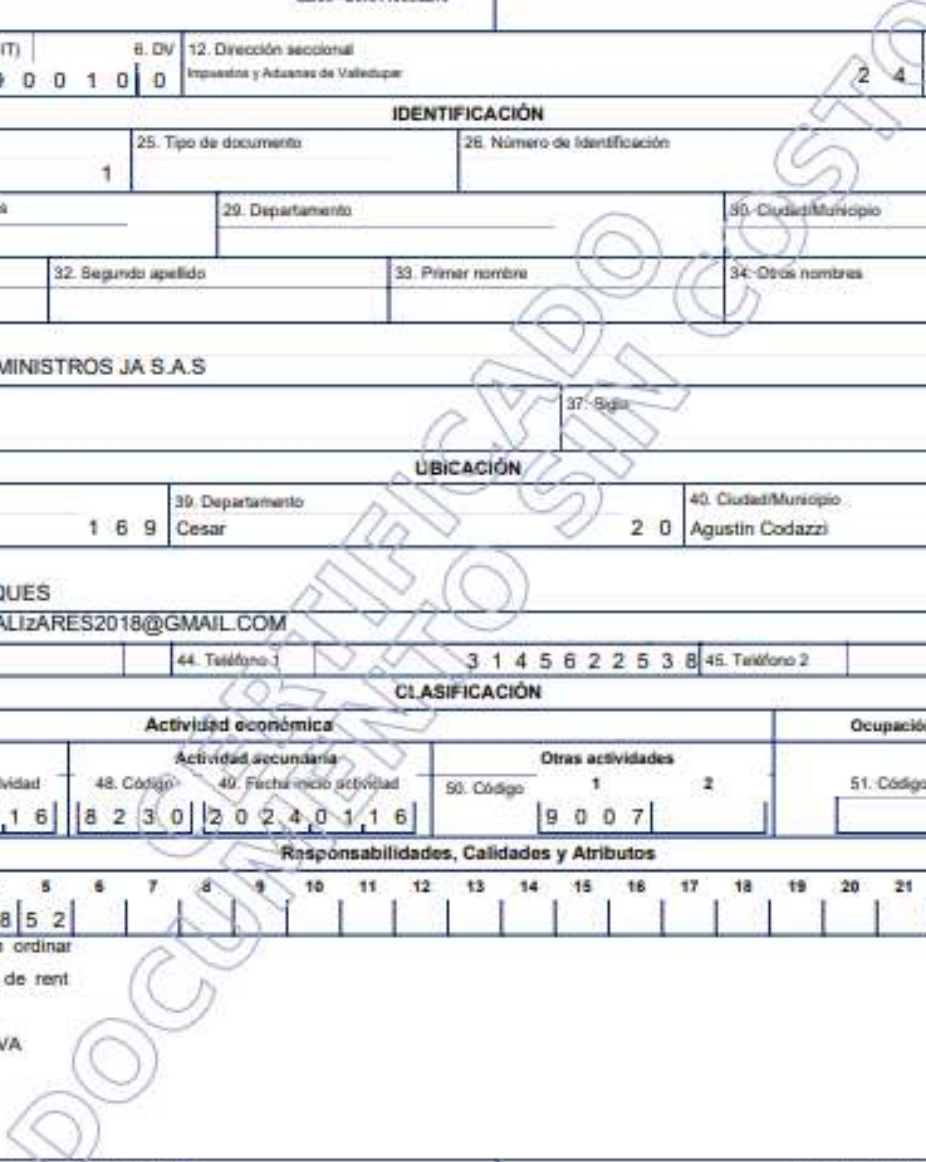 IT) 6. DV 12. Dirección seccional
0 0 1 0 0 Impuestos y Aduanas de Valledupar 2 4
IDENTIFICACIÓN
25. Tipo de documento 26. Número de Identificación
1
29. Departamento 30. Ciudad/Municipio
32. Segundo apellido 33. Primer nombre 34. Otros nombres
MINISTROS JA S.A.S
37. Sigla
UBICACIÓN
39. Departamento 40. Ciudad/Municipio
1 6 9 Cesar 2 0 Agustín Codazzi
QUES
ALIzARES2018@GMAIL.COM
44. Teléfono 1 3 1 4 5 6 2 2 5 3 8 45. Teléfono 2
CLASIFICACIÓN
Actividad económica Ocupació
Actividad secundaria Otras actividades
vidad 48. Código 49. Fecha inicio actividad 50. Código 1 2 51. Código
1 6 8 2 3 0 2 0 2 4 0 1 1 6 9 0 0 7
Responsabilidades, Calidades y Atributos
5 6 7 8 9 10 11 12 13 14 15 16 17 18 19 20 21
8 5 2
ordinar
de rent
VA
CERTIFICADO
DOCUMENTO SIN COSTO